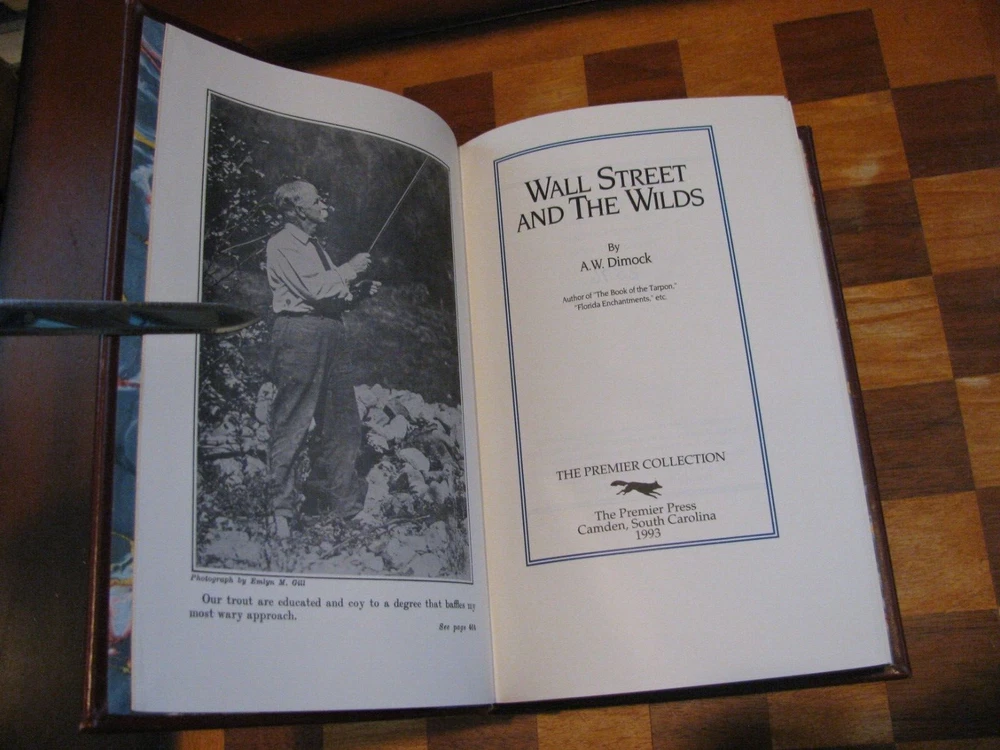 Photograph by Emlyn M. Gill
Our trout are educated and coy to a degree that baffles my
most wary approach.
See page
WALL STREET
AND THE WILDS
By
A.W. Dimock
Author of "The Book of the Tarpon,"
"Florida Enchantments," etc.
THE PREMIER COLLECTION
The Premier Press
Camden, South Carolina
1993